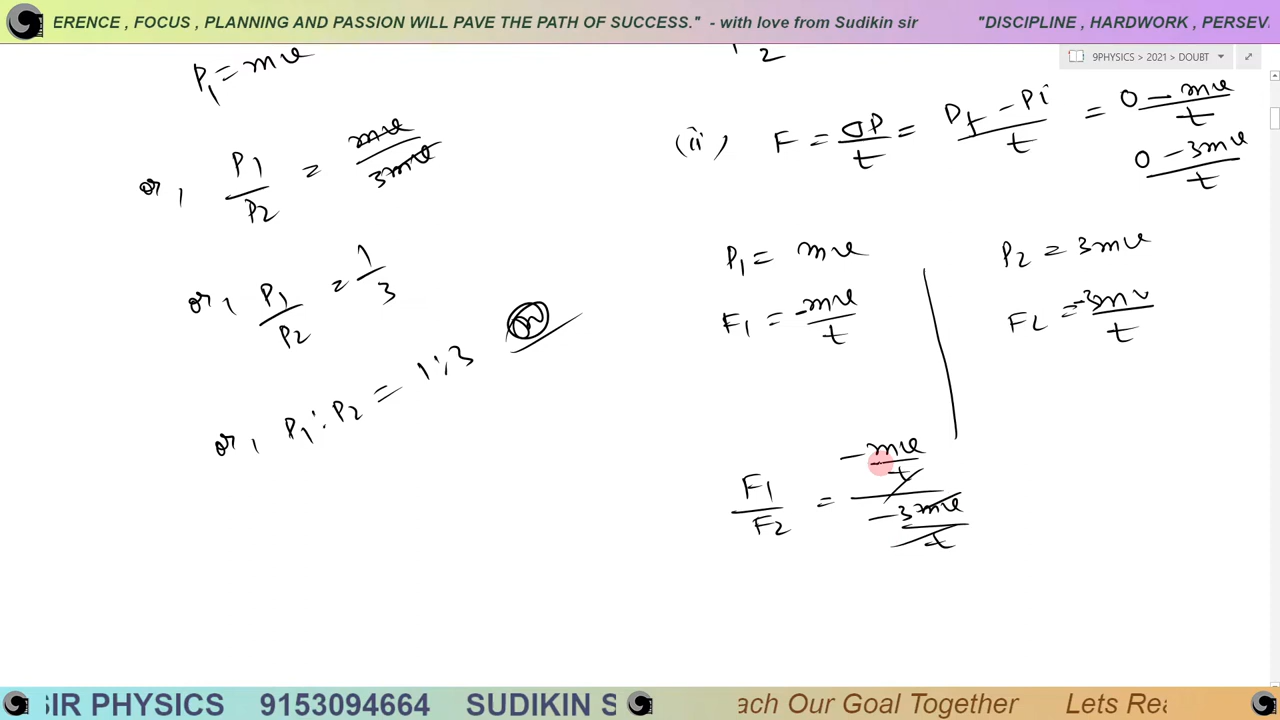 ERENCE , FOCUS , PLANNING AND PASSION WILL PAVE THE PATH OF SUCCESS." - with love from Sudikin sir "DISCIPLINE , HARDWORK , PERSEV
9PHYSICS > 2021 > DOUBT
P₁ = mv
or, P₁/P₂ = mv/3mv
or, P₁/P₂ = 1/3
or, P₁ : P₂ = 1:3
2
(ii) F = ΔP/t = Pf - Pi/t = 0 - mv/t
0 - 3mv/t
P₁ = mv
F₁ = -mv/t
P₂ = 3mv
F₂ = -3mv/t
F₁/F₂ = -mv/t / -3mv/t
SIR PHYSICS 9153094664 SUDIKIN S
ach Our Goal Together Lets Rea